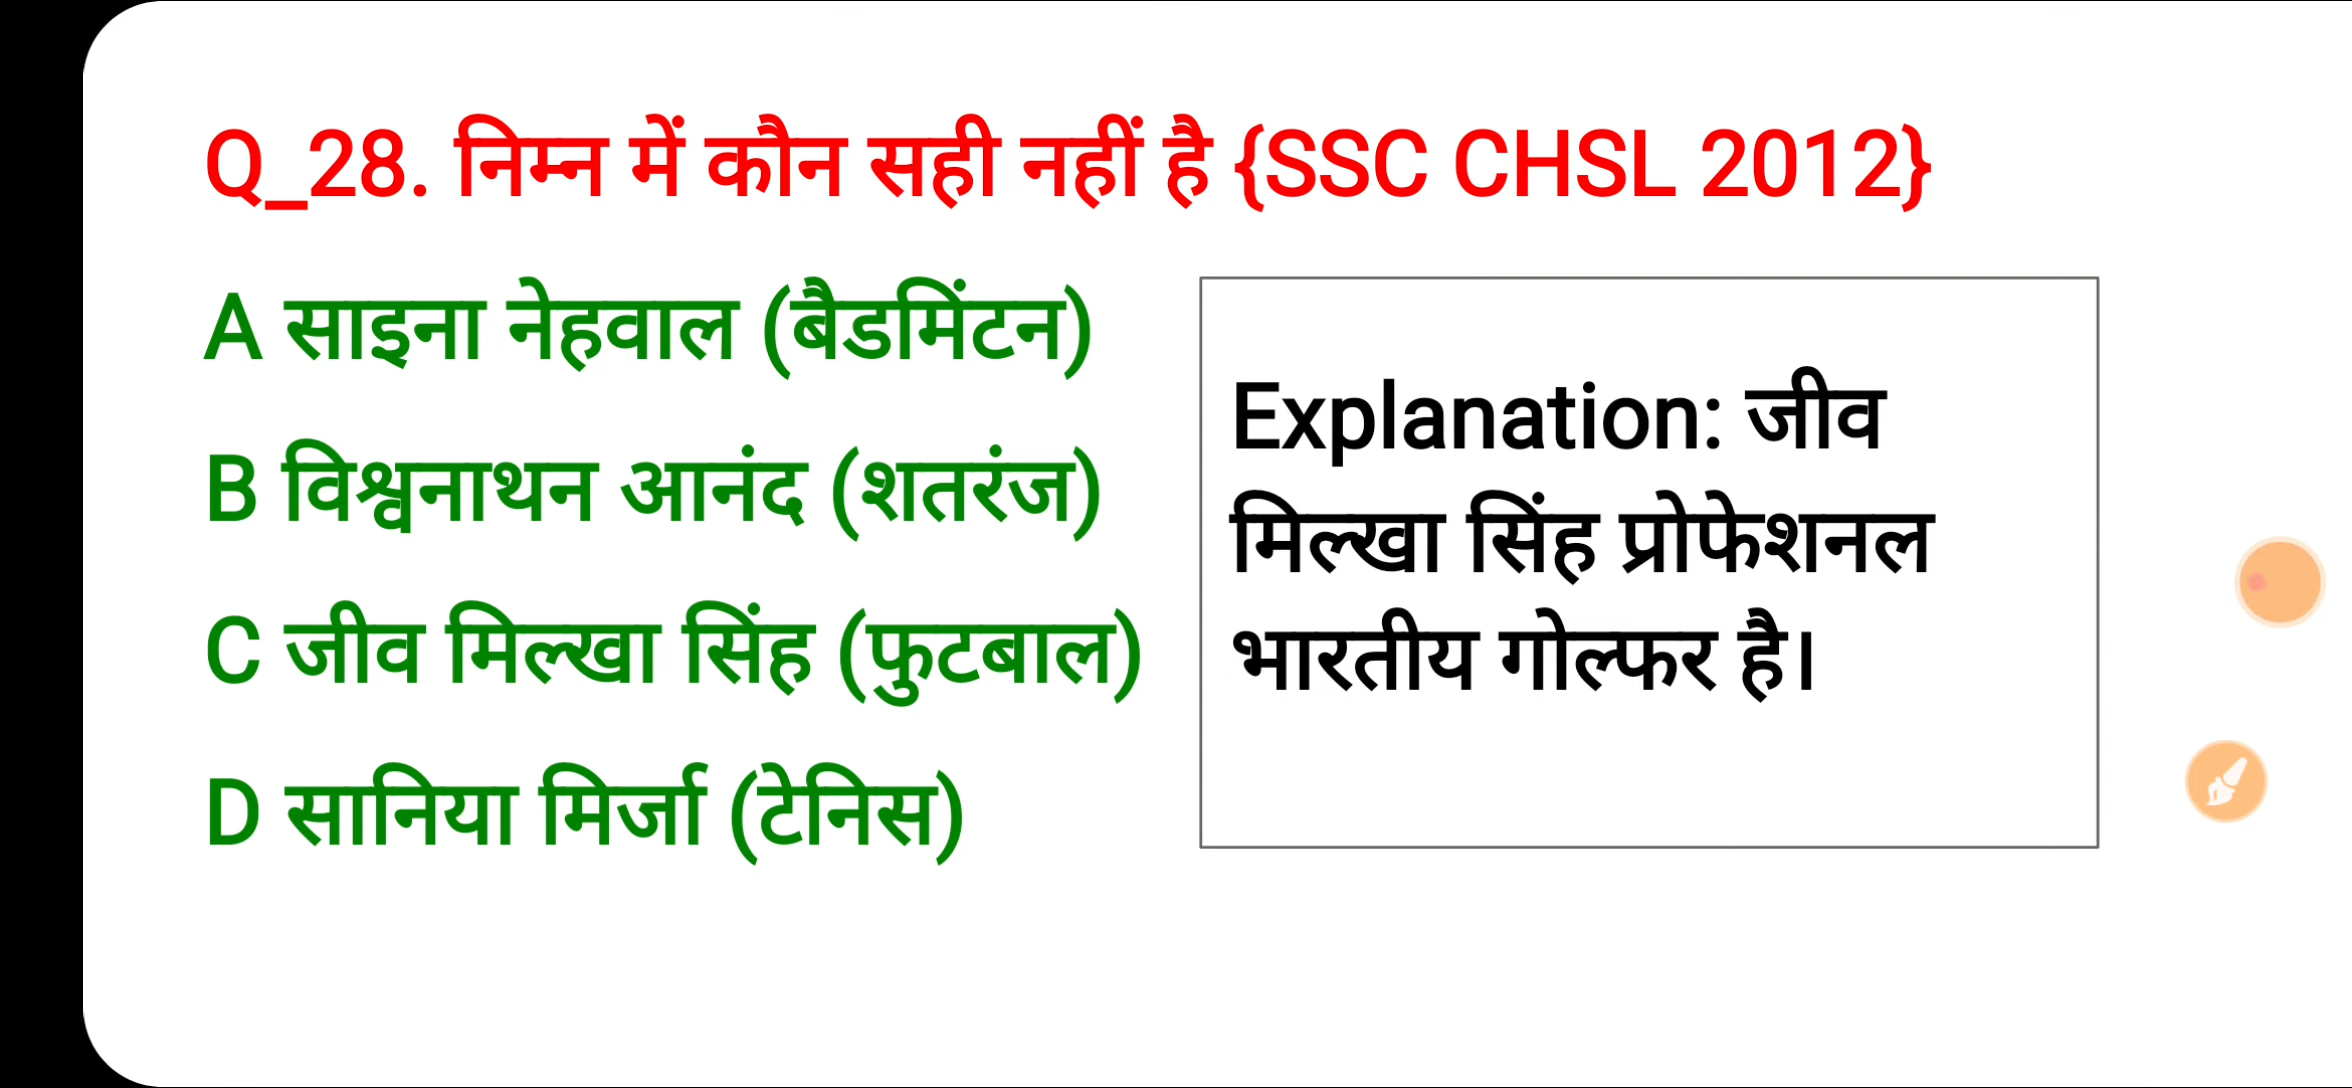 Q_28. निम्न में कौन सही नहीं है {SSC CHSL 2012}
A साइना नेहवाल (बैडमिंटन)
B विश्वनाथन आनंद (शतरंज)
C जीव मिल्खा सिंह (फुटबाल)
D सानिया मिर्जा (टेनिस)
Explanation: जीव
मिल्खा सिंह प्रोफेशनल
भारतीय गोल्फर है।